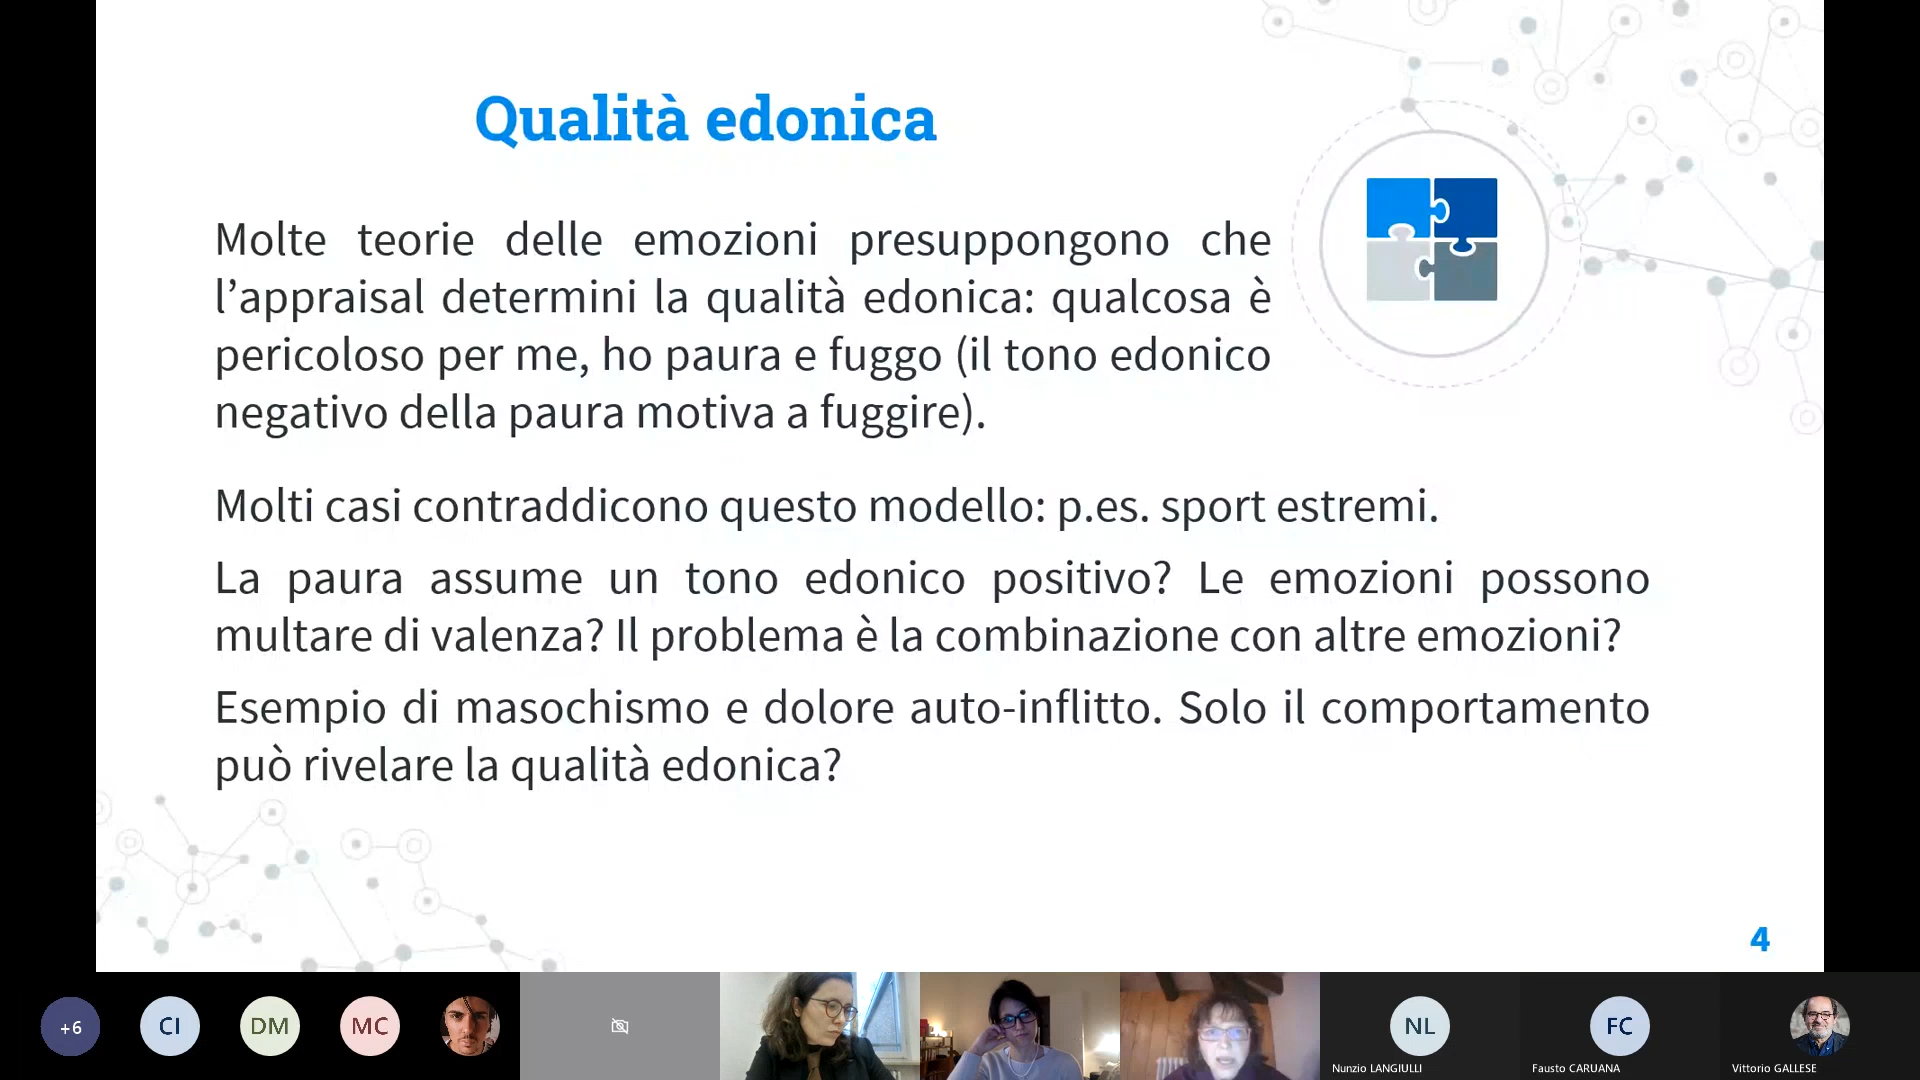 Qualità edonica
Molte teorie delle emozioni presuppongono che
l’appraisal determini la qualità edonica: qualcosa è
pericoloso per me, ho paura e fuggo (il tono edonico
negativo della paura motiva a fuggire).
Molti casi contraddicono questo modello: p.es. sport estremi.
La paura assume un tono edonico positivo? Le emozioni possono
multare di valenza? Il problema è la combinazione con altre emozioni?
Esempio di masochismo e dolore auto-inflitto. Solo il comportamento
può rivelare la qualità edonica?
4
+6
CI
DM
MC
NL
FC
Nunzio LANGIULLI
Fausto CARUANA
Vittorio GALLESE